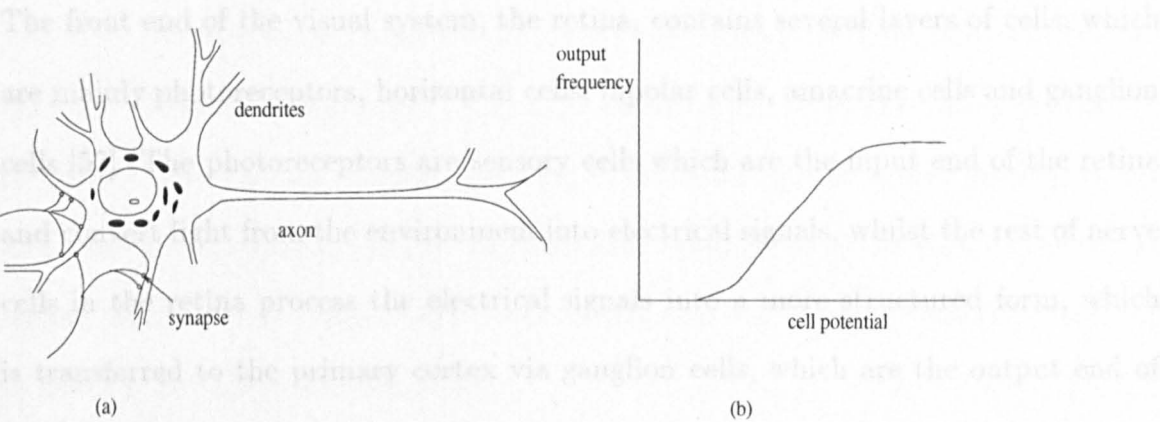 The front end of the visual system, the retina, contains several layers of cells, which
are mainly photoreceptors, horizontal cells, bipolar cells, amacrine cells and ganglion
cells The photoreceptors are sensory cells which are the input end of the retina
and convert light from the environment into electrical signals, whilst the rest of nerve
cells in the retina process the electrical signals into a more structured form, which
is transferred to the primary cortex via ganglion cells, which are the output end of
dendrites
axon
synapse
(a)
output
frequency
cell potential
(b)